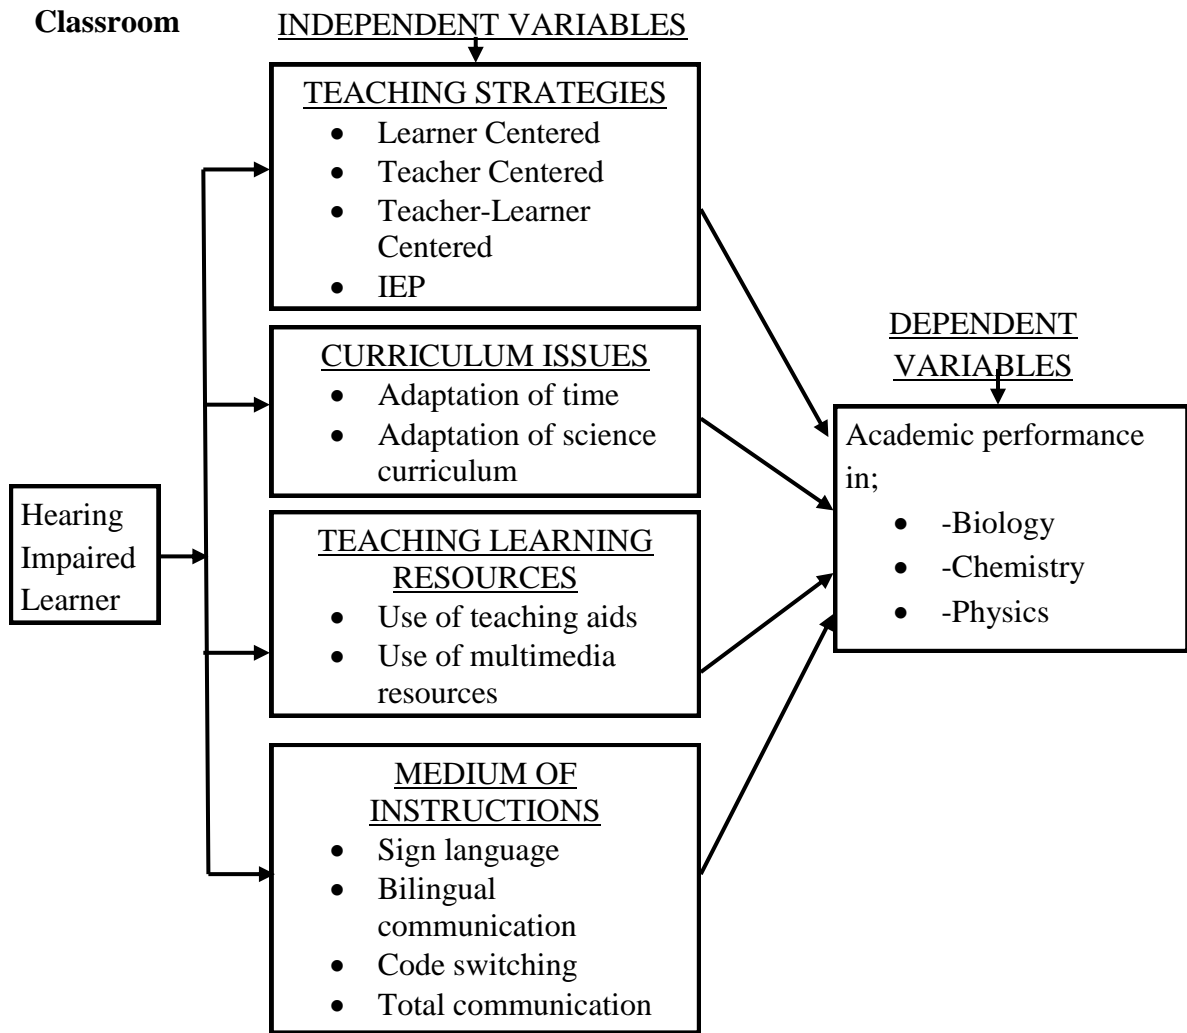 Classroom
INDEPENDENT VARIABLES
TEACHING STRATEGIES
• Learner Centered
• Teacher Centered
• Teacher-Learner
Centered
• IEP
CURRICULUM ISSUES
• Adaptation of time
• Adaptation of science
curriculum
Hearing
Impaired
Learner
TEACHING LEARNING
RESOURCES
• Use of teaching aids
• Use of multimedia
resources
MEDIUM OF
INSTRUCTIONS
• Sign language
• Bilingual
communication
• Code switching
• Total communication
DEPENDENT
VARIABLES
Academic performance
in;
• -Biology
• -Chemistry
• -Physics